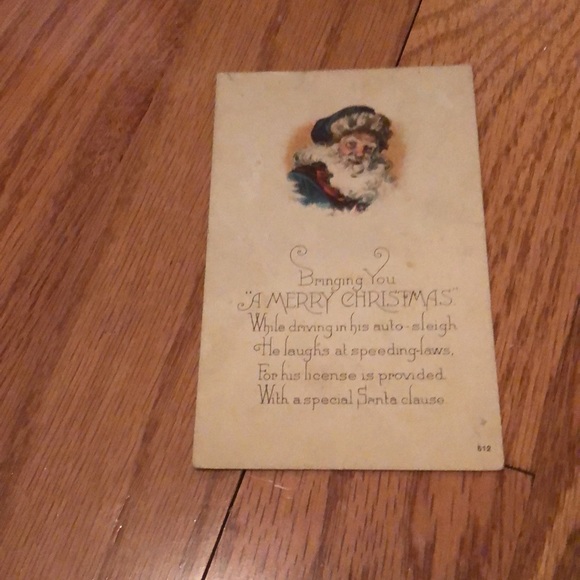 Bringing You
"A MERRY CHRISTMAS"
While driving in his auto-sleigh
He laughs at speeding-laws,
For his license is provided
With a special Santa clause.
512